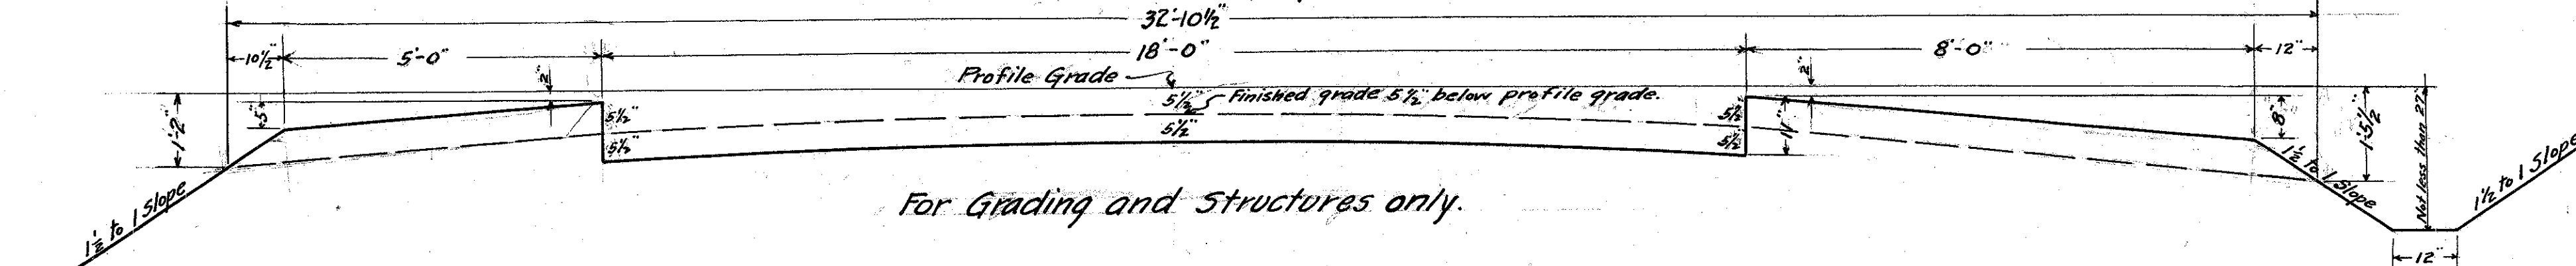 32'-10½"
10½" 5'-0" 18'-0" 8'-0" 12"
Profile Grade
2" 2"
5½" Finished grade 5½" below profile grade.
5" 5½" 5½" 8"
1'-2" 5½" 5½" 5½" 11" 1'-5½"
Not less than 27"
1½ to 1 Slope
1½ to 1 Slope
1½ to 1 Slope
For Grading and Structures only.
12"